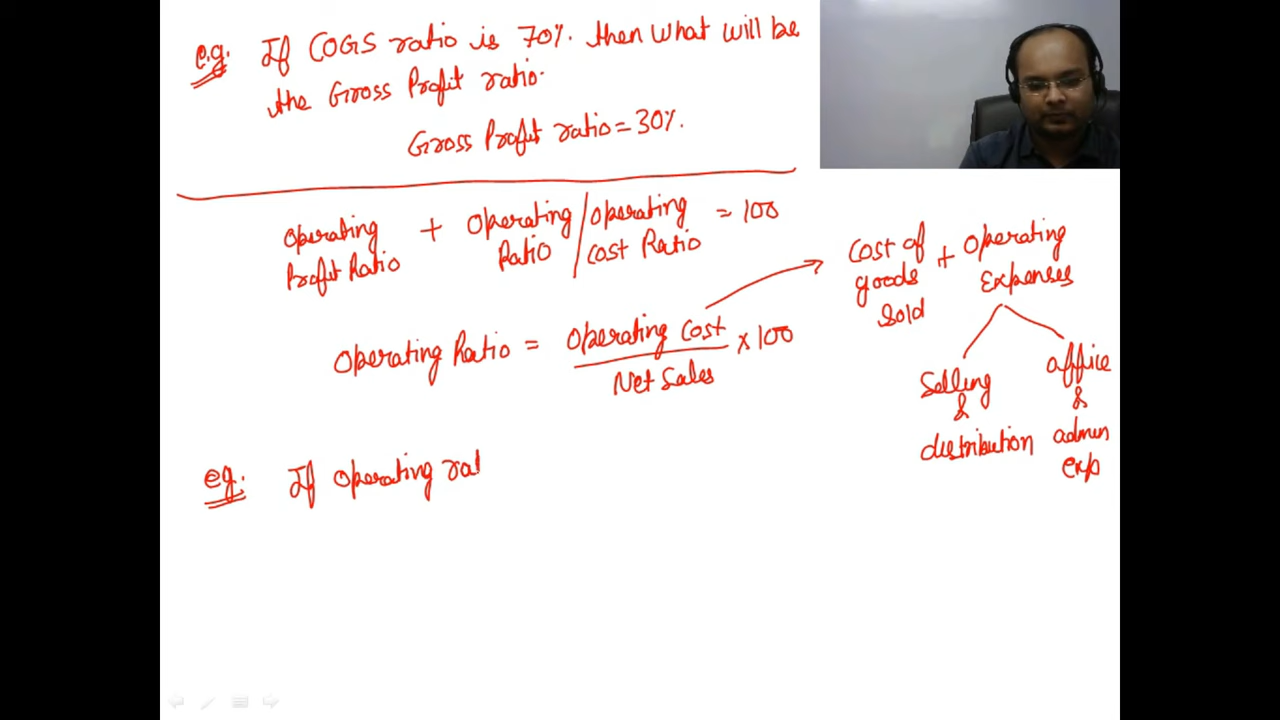 e.g. If COGS ratio is 70%. then what will be
the Gross Profit ratio.
Gross Profit ratio = 30%.
Operating Profit Ratio + Operating Ratio / Operating Cost Ratio = 100
Operating Ratio = Operating Cost / Net Sales × 100
Cost of goods sold + Operating Expenses
Selling & distribution
office & admin exp
eg. If operating rat